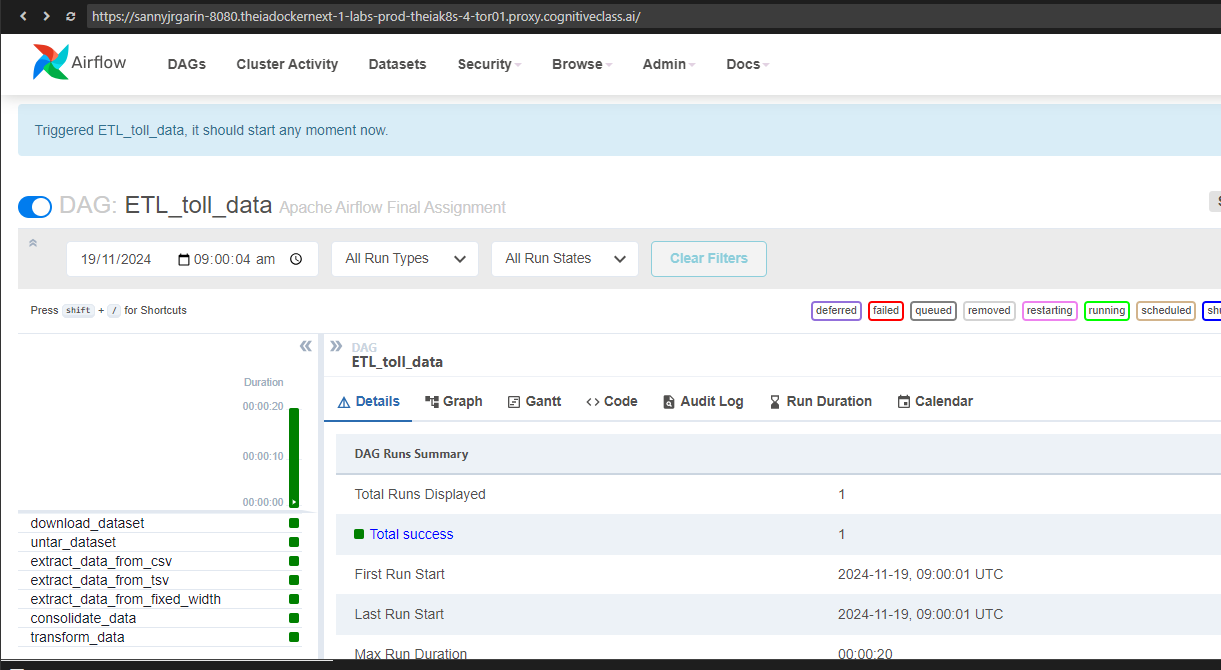 https://sannyjrgarin-8080.theiadockernext-1-labs-prod-theiak8s-4-tor01.proxy.cognitiveclass.ai/
Airflow DAGs Cluster Activity Datasets Security Browse Admin Docs
Triggered ETL_toll_data, it should start any moment now.
DAG: ETL_toll_data Apache Airflow Final Assignment
19/11/2024 09:00:04 am All Run Types All Run States Clear Filters
Press shift + / for Shortcuts
deferred failed queued removed restarting running scheduled
DAG
ETL_toll_data
Duration
00:00:20
00:00:10
00:00:00
download_dataset
untar_dataset
extract_data_from_csv
extract_data_from_tsv
extract_data_from_fixed_width
consolidate_data
transform_data
Details Graph Gantt Code Audit Log Run Duration Calendar
DAG Runs Summary
Total Runs Displayed 1
Total success 1
First Run Start 2024-11-19, 09:00:01 UTC
Last Run Start 2024-11-19, 09:00:01 UTC
Max Run Duration 00:00:20